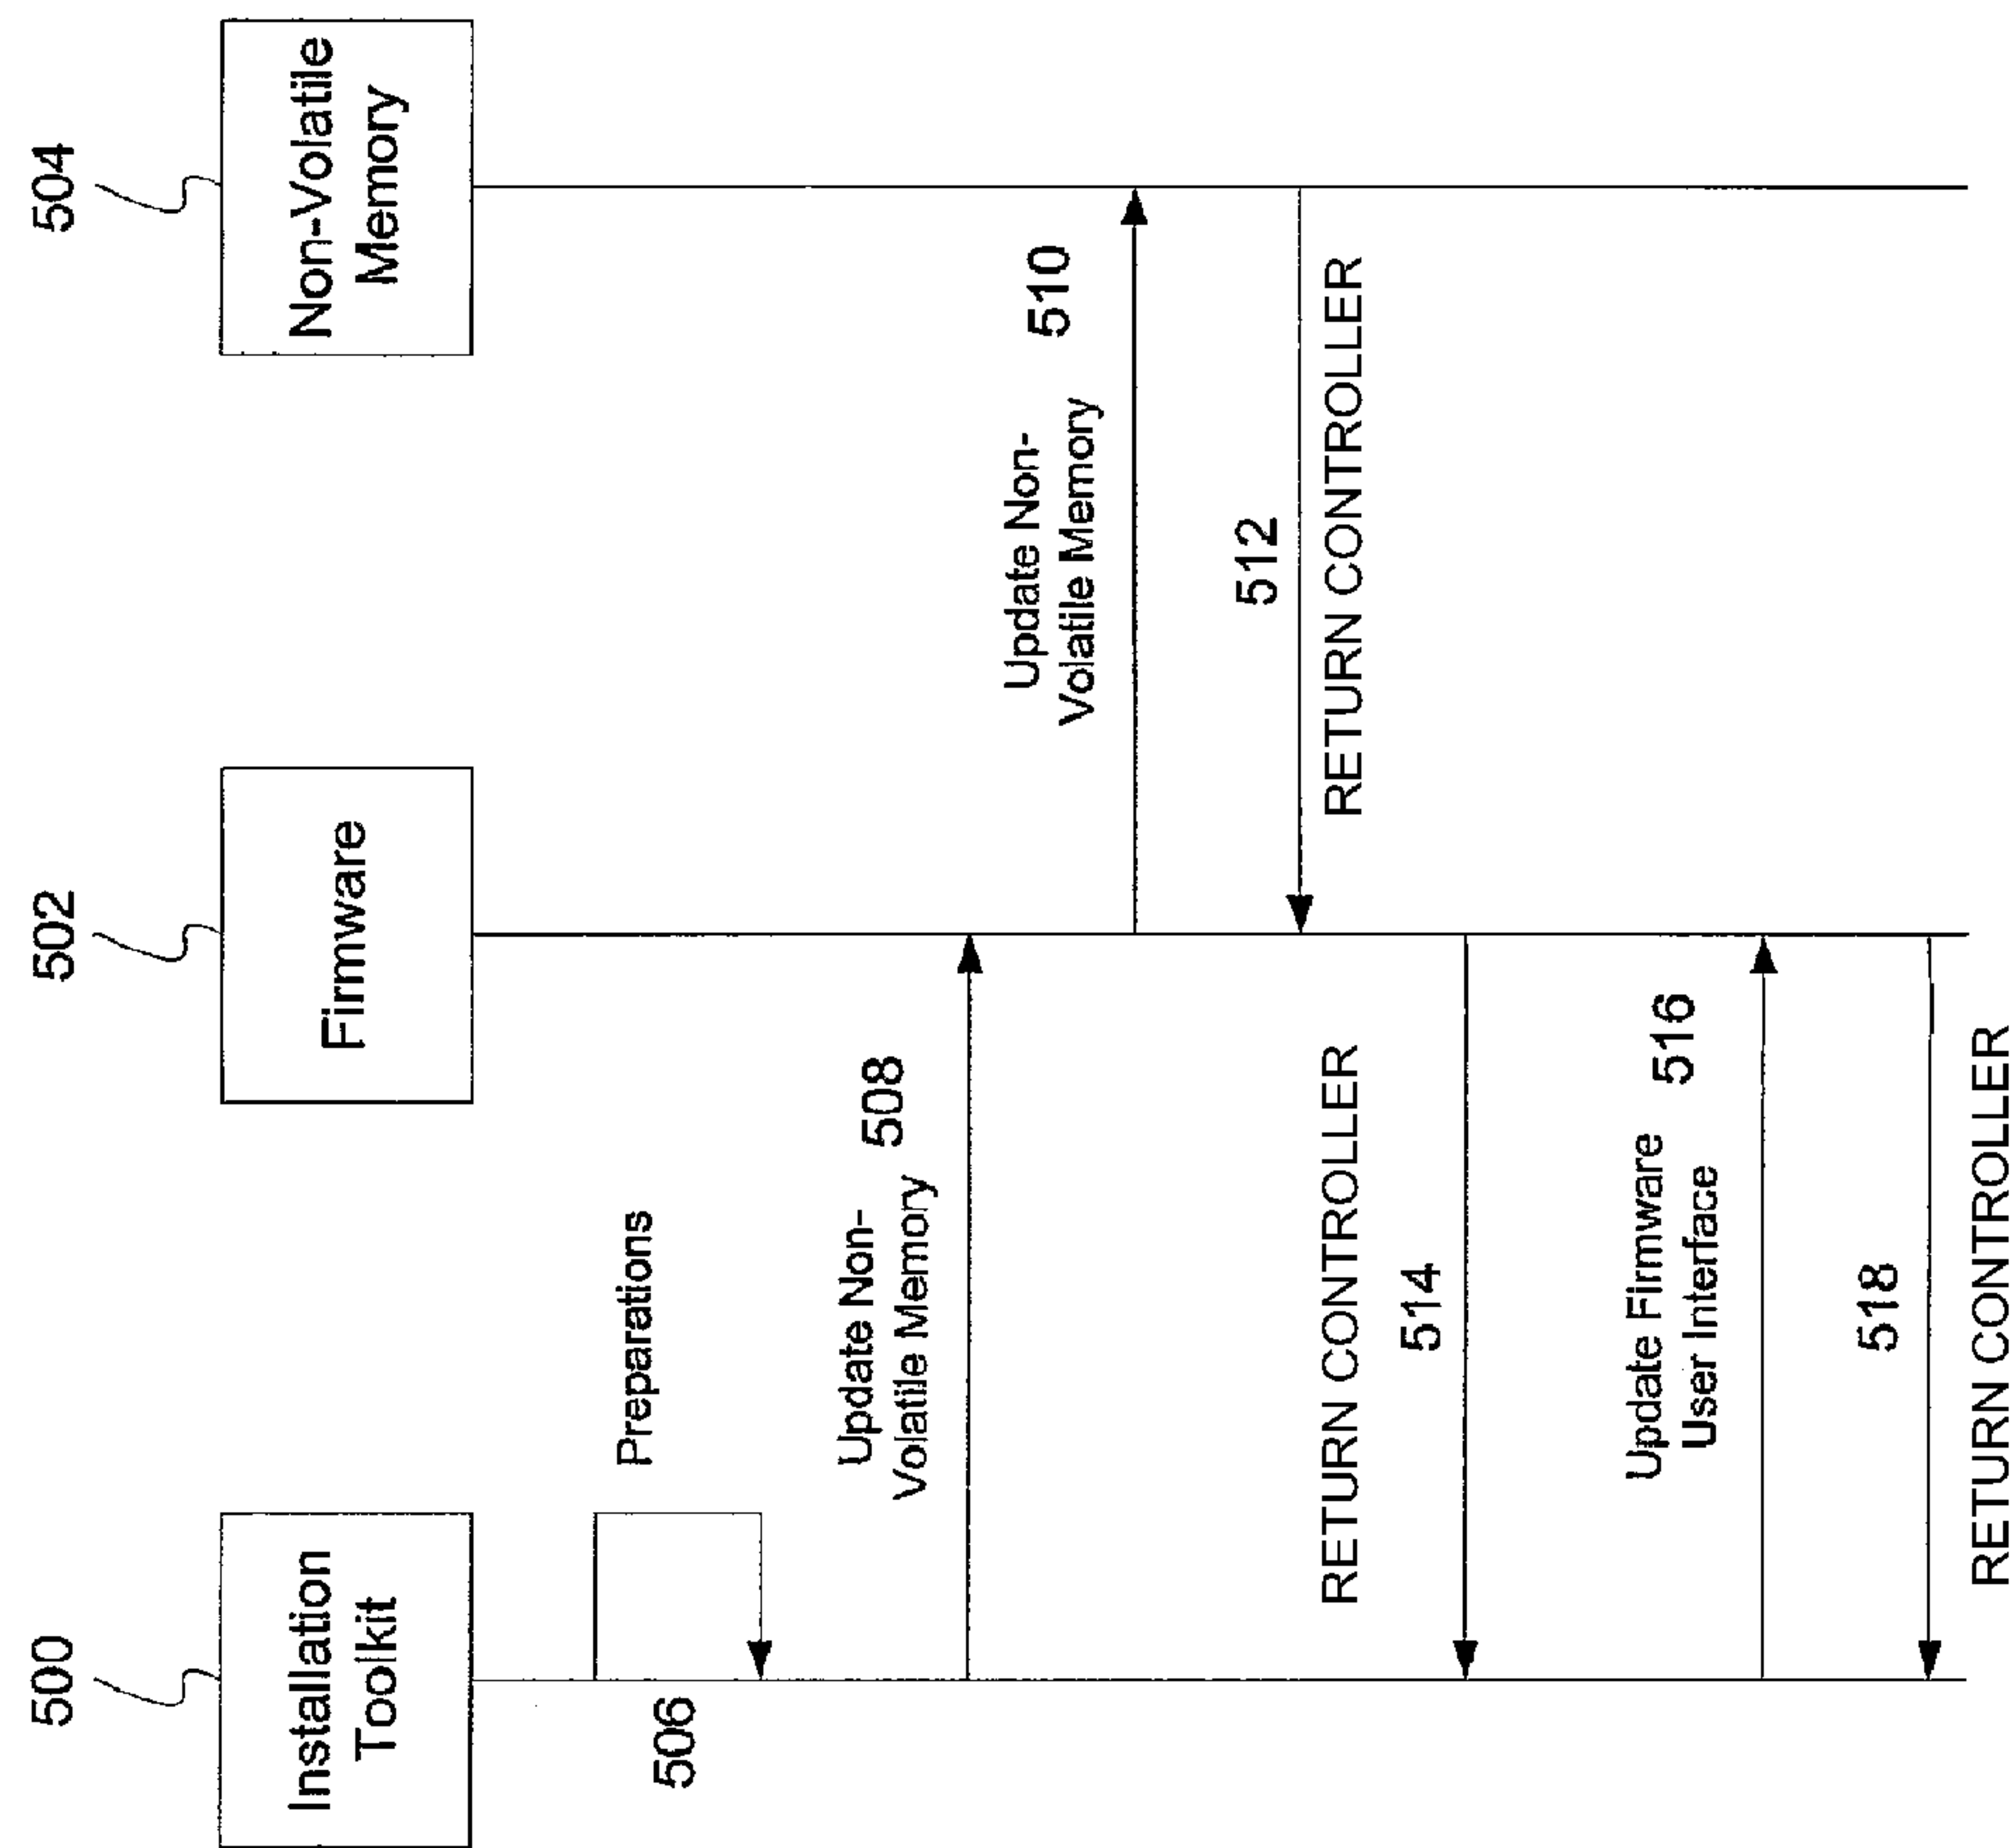 500
Installation
Toolkit
502
Firmware
504
Non-Volatile
Memory
506
Preparations
Update Non-
Volatile Memory
508
Update Non-
Volatile Memory
510
512
RETURN CONTROLLER
RETURN CONTROLLER
514
Update Firmware
User Interface
516
518
RETURN CONTROLLER